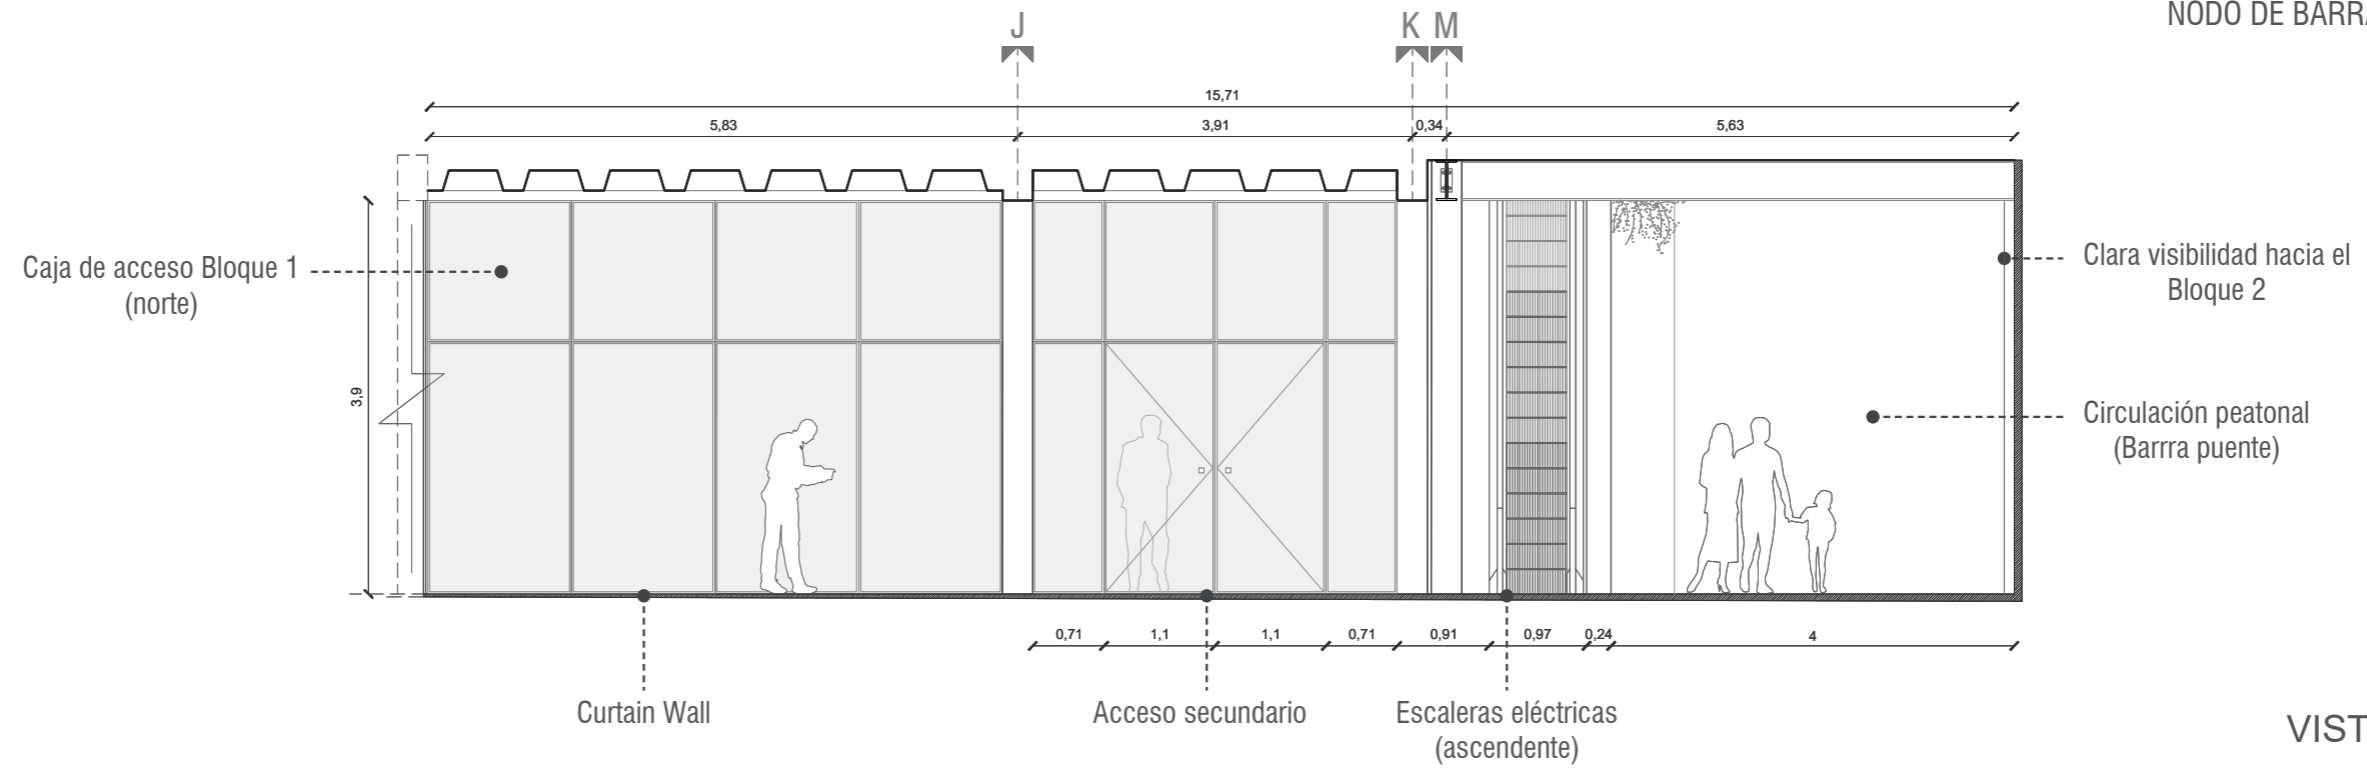 NODO DE BARRA
J K M
15,71
5,83 3,91 0,34 5,63
Caja de acceso Bloque 1
(norte)
Clara visibilidad hacia el
Bloque 2
3,9
Circulación peatonal
(Barrra puente)
0,71 1,1 1,1 0,71 0,91 0,97 0,24 4
Curtain Wall
Acceso secundario
Escaleras eléctricas
(ascendente)
VIST